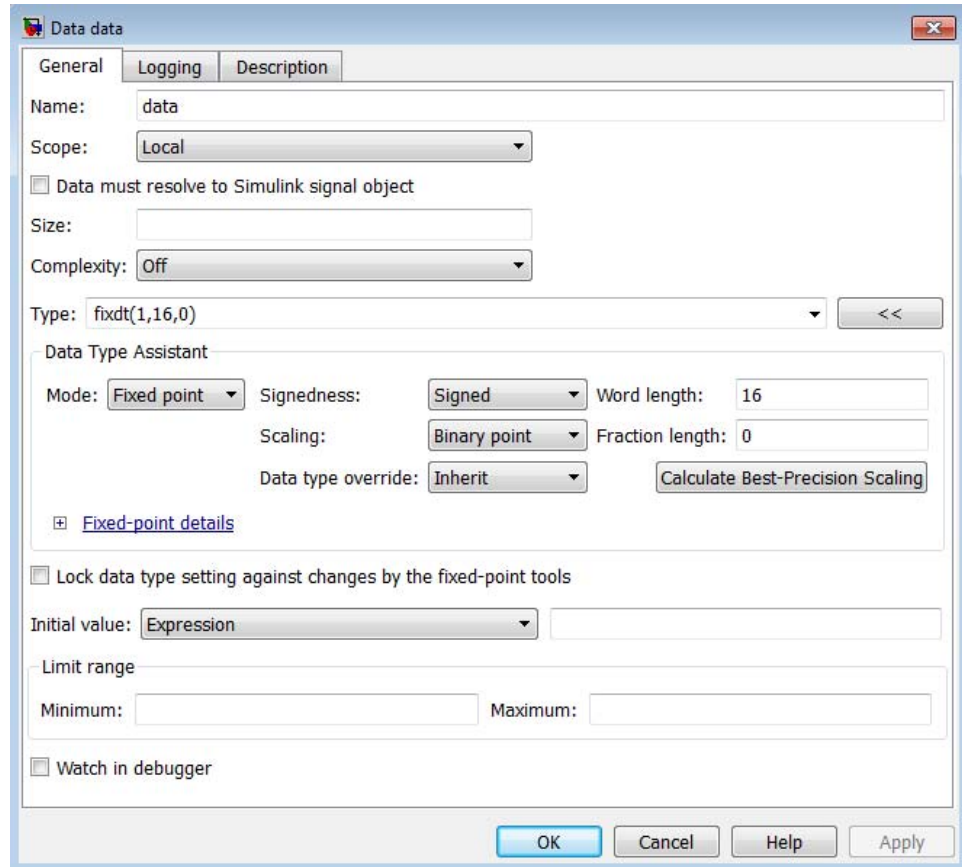 Data data
General Logging Description
Name: data
Scope: Local
Data must resolve to Simulink signal object
Size:
Complexity: Off
Type: fixdt(1,16,0) <<
Data Type Assistant
Mode: Fixed point Signedness: Signed Word length: 16
Scaling: Binary point Fraction length: 0
Data type override: Inherit Calculate Best-Precision Scaling
Fixed-point details
Lock data type setting against changes by the fixed-point tools
Initial value: Expression
Limit range
Minimum: Maximum:
Watch in debugger
OK Cancel Help Apply